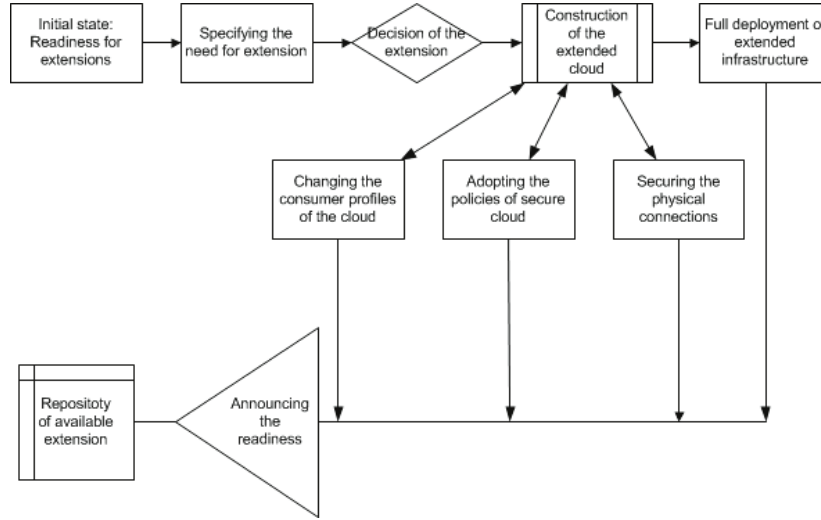 Initial state:
Readiness for
extensions
Specifying the
need for extension
Decision of the
extension
Construction
of the
extended
cloud
Full deployment o
extended
infrastructure
Changing the
consumer profiles
of the cloud
Adopting the
policies of secure
cloud
Securing the
physical
connections
Repositoty
of available
extension
Announcing
the
readiness